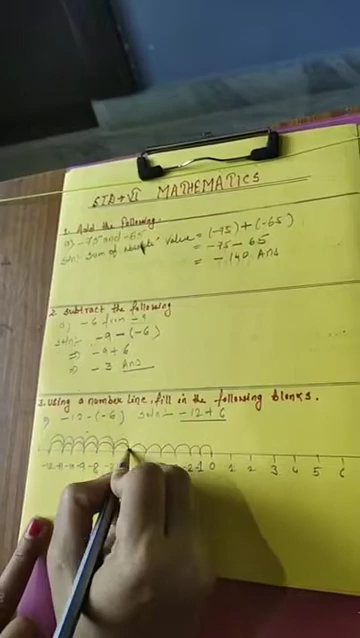 STD → VI MATHEMATICS
1. Add the following.
a) -75 and -65
Soln:- Sum of value = (-75) + (-65)
= -75 - 65
= -140 Ans
2. Subtract the following
a) -6 from -9
Soln:- -9 - (-6)
⇒ -9 + 6
⇒ -3 Ans
3. Using a number line, fill in the following blanks.
-12 - (-6) Soln:- -12 + 6
-12 -11 -8 -2 -1 0 1 2 3 4 5 6